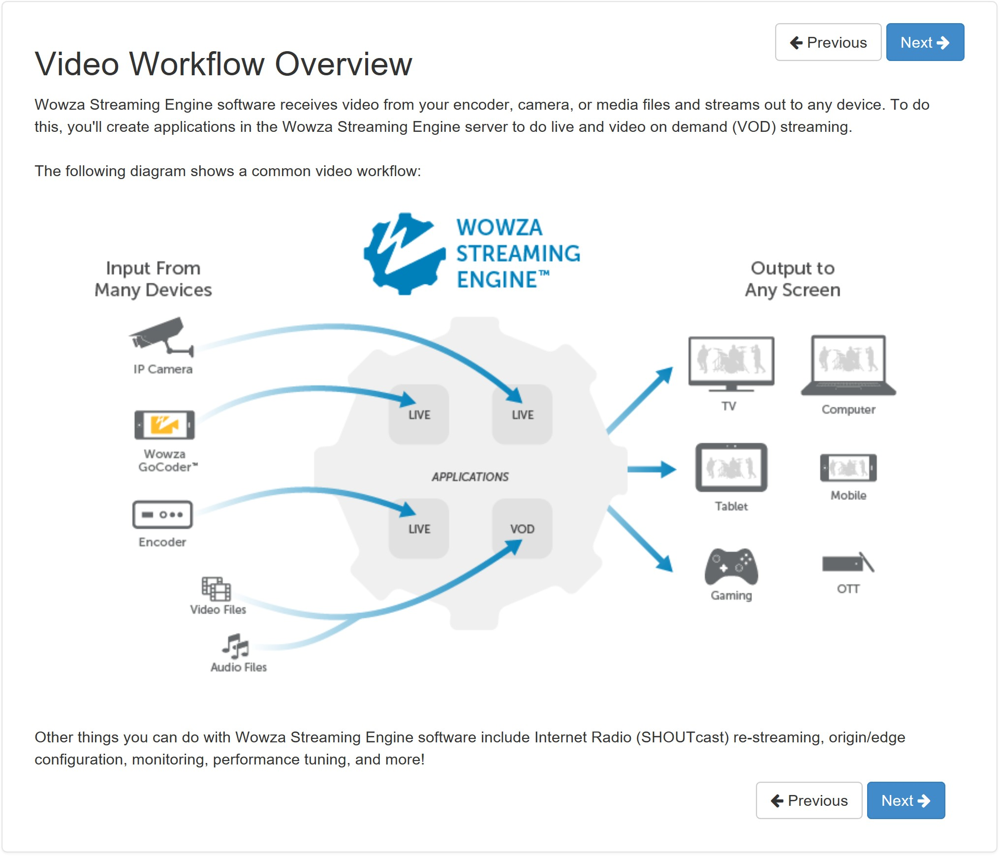 ← Previous Next →
Video Workflow Overview
Wowza Streaming Engine software receives video from your encoder, camera, or media files and streams out to any device. To do
this, you'll create applications in the Wowza Streaming Engine server to do live and video on demand (VOD) streaming.
The following diagram shows a common video workflow:
WOWZA
STREAMING
ENGINE™
Input From
Many Devices
IP Camera
Wowza
GoCoder™
Encoder
Video Files
Audio Files
LIVE
LIVE
APPLICATIONS
LIVE
VOD
Output to
Any Screen
TV
Computer
Tablet
Mobile
Gaming
OTT
Other things you can do with Wowza Streaming Engine software include Internet Radio (SHOUTcast) re-streaming, origin/edge
configuration, monitoring, performance tuning, and more!
← Previous Next →